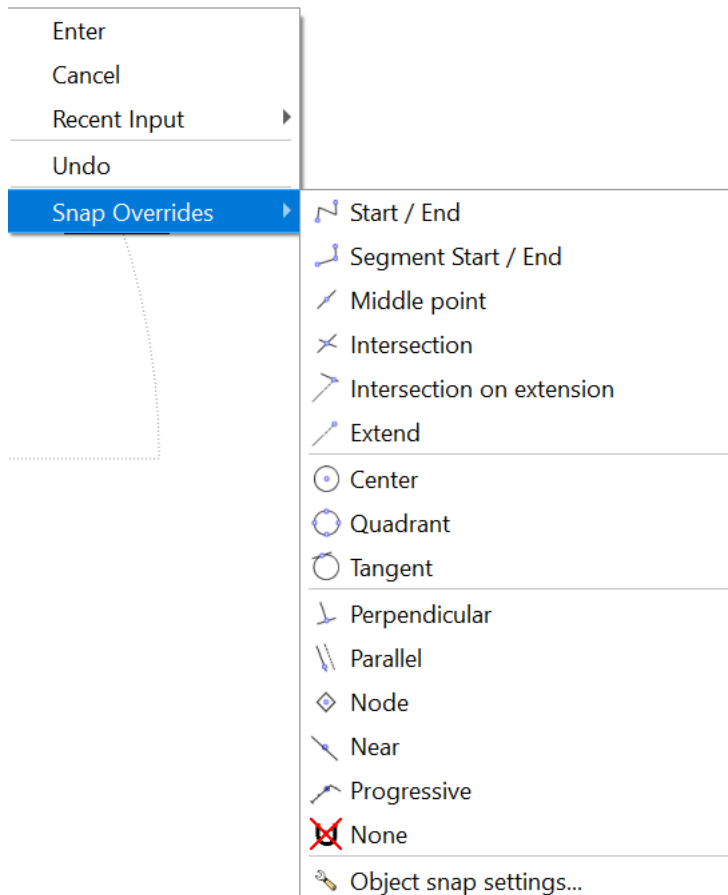 Enter
Cancel
Recent Input
Undo
Snap Overrides
Start / End
Segment Start / End
Middle point
Intersection
Intersection on extension
Extend
Center
Quadrant
Tangent
Perpendicular
Parallel
Node
Near
Progressive
None
Object snap settings...